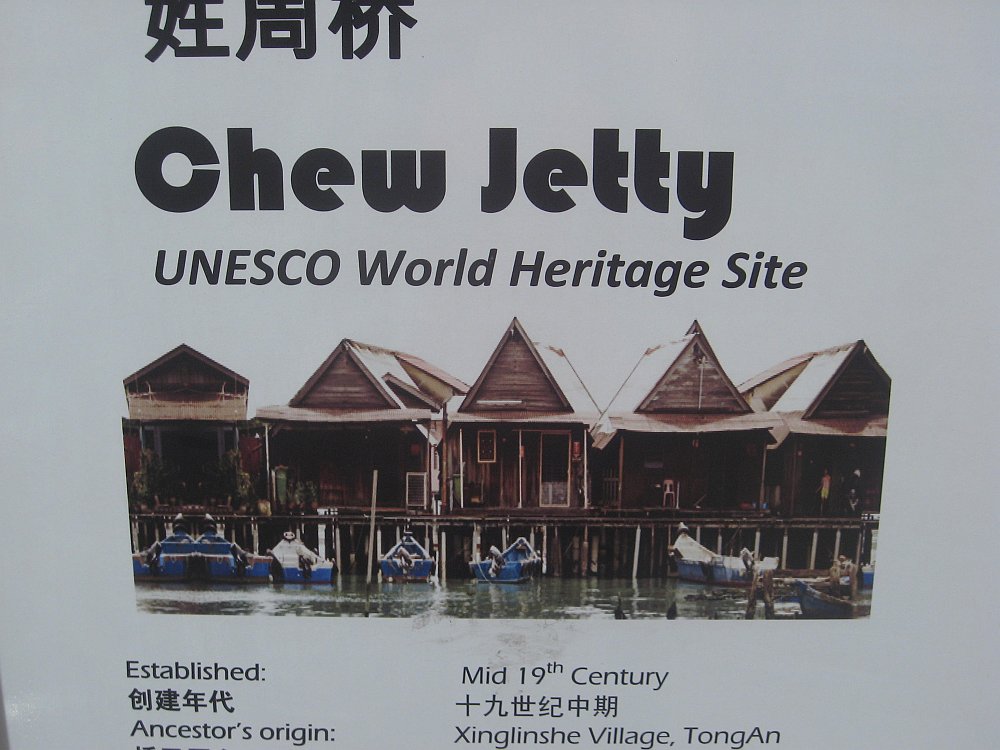 姓周桥
Chew Jetty
UNESCO World Heritage Site
Established: Mid 19th Century
创建年代 十九世纪中期
Ancestor's origin: Xinglinshe Village, TongAn